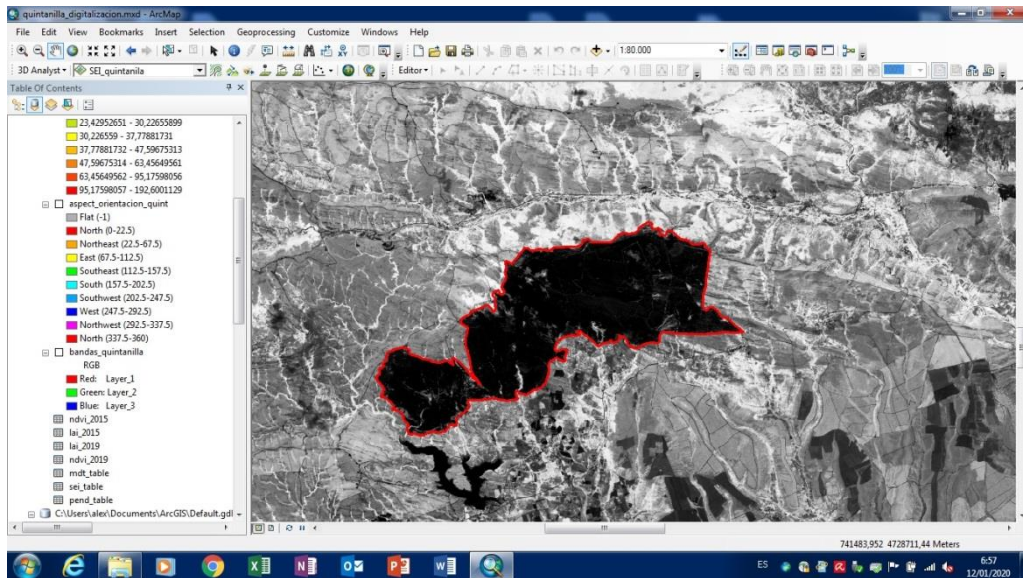 quintanilla_digitalizacion.mxd - ArcMap
File Edit View Bookmarks Insert Selection Geoprocessing Customize Windows Help
1:80.000
3D Analyst SEI_quintanila Editor
Table Of Contents
23,42952651 - 30,22655899
30,226559 - 37,77881731
37,77881732 - 47,59675313
47,59675314 - 63,45649561
63,45649562 - 95,17598056
95,17598057 - 192,6001129
aspect_orientacion_quint
Flat (-1)
North (0-22.5)
Northeast (22.5-67.5)
East (67.5-112.5)
Southeast (112.5-157.5)
South (157.5-202.5)
Southwest (202.5-247.5)
West (247.5-292.5)
Northwest (292.5-337.5)
North (337.5-360)
bandas_quintanilla
RGB
Red: Layer_1
Green: Layer_2
Blue: Layer_3
ndvi_2015
lai_2015
lai_2019
ndvi_2019
mdt_table
sei_table
pend_table
C:\Users\alex\Documents\ArcGIS\Default.gdl
741483,952 4728711,44 Meters
ES 6:57
12/01/2020